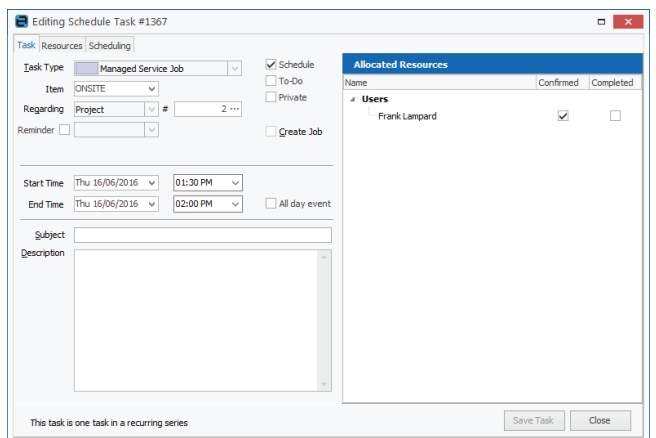 Editing Schedule Task #1367
Task Resources Scheduling
Task Type Managed Service Job
Item ONSITE
Regarding Project # 2 ...
Reminder
Schedule
To-Do
Private
Create Job
Start Time Thu 16/06/2016 01:30 PM
End Time Thu 16/06/2016 02:00 PM All day event
Subject
Description
Allocated Resources
Name Confirmed Completed
Users
Frank Lampard
This task is one task in a recurring series
Save Task Close